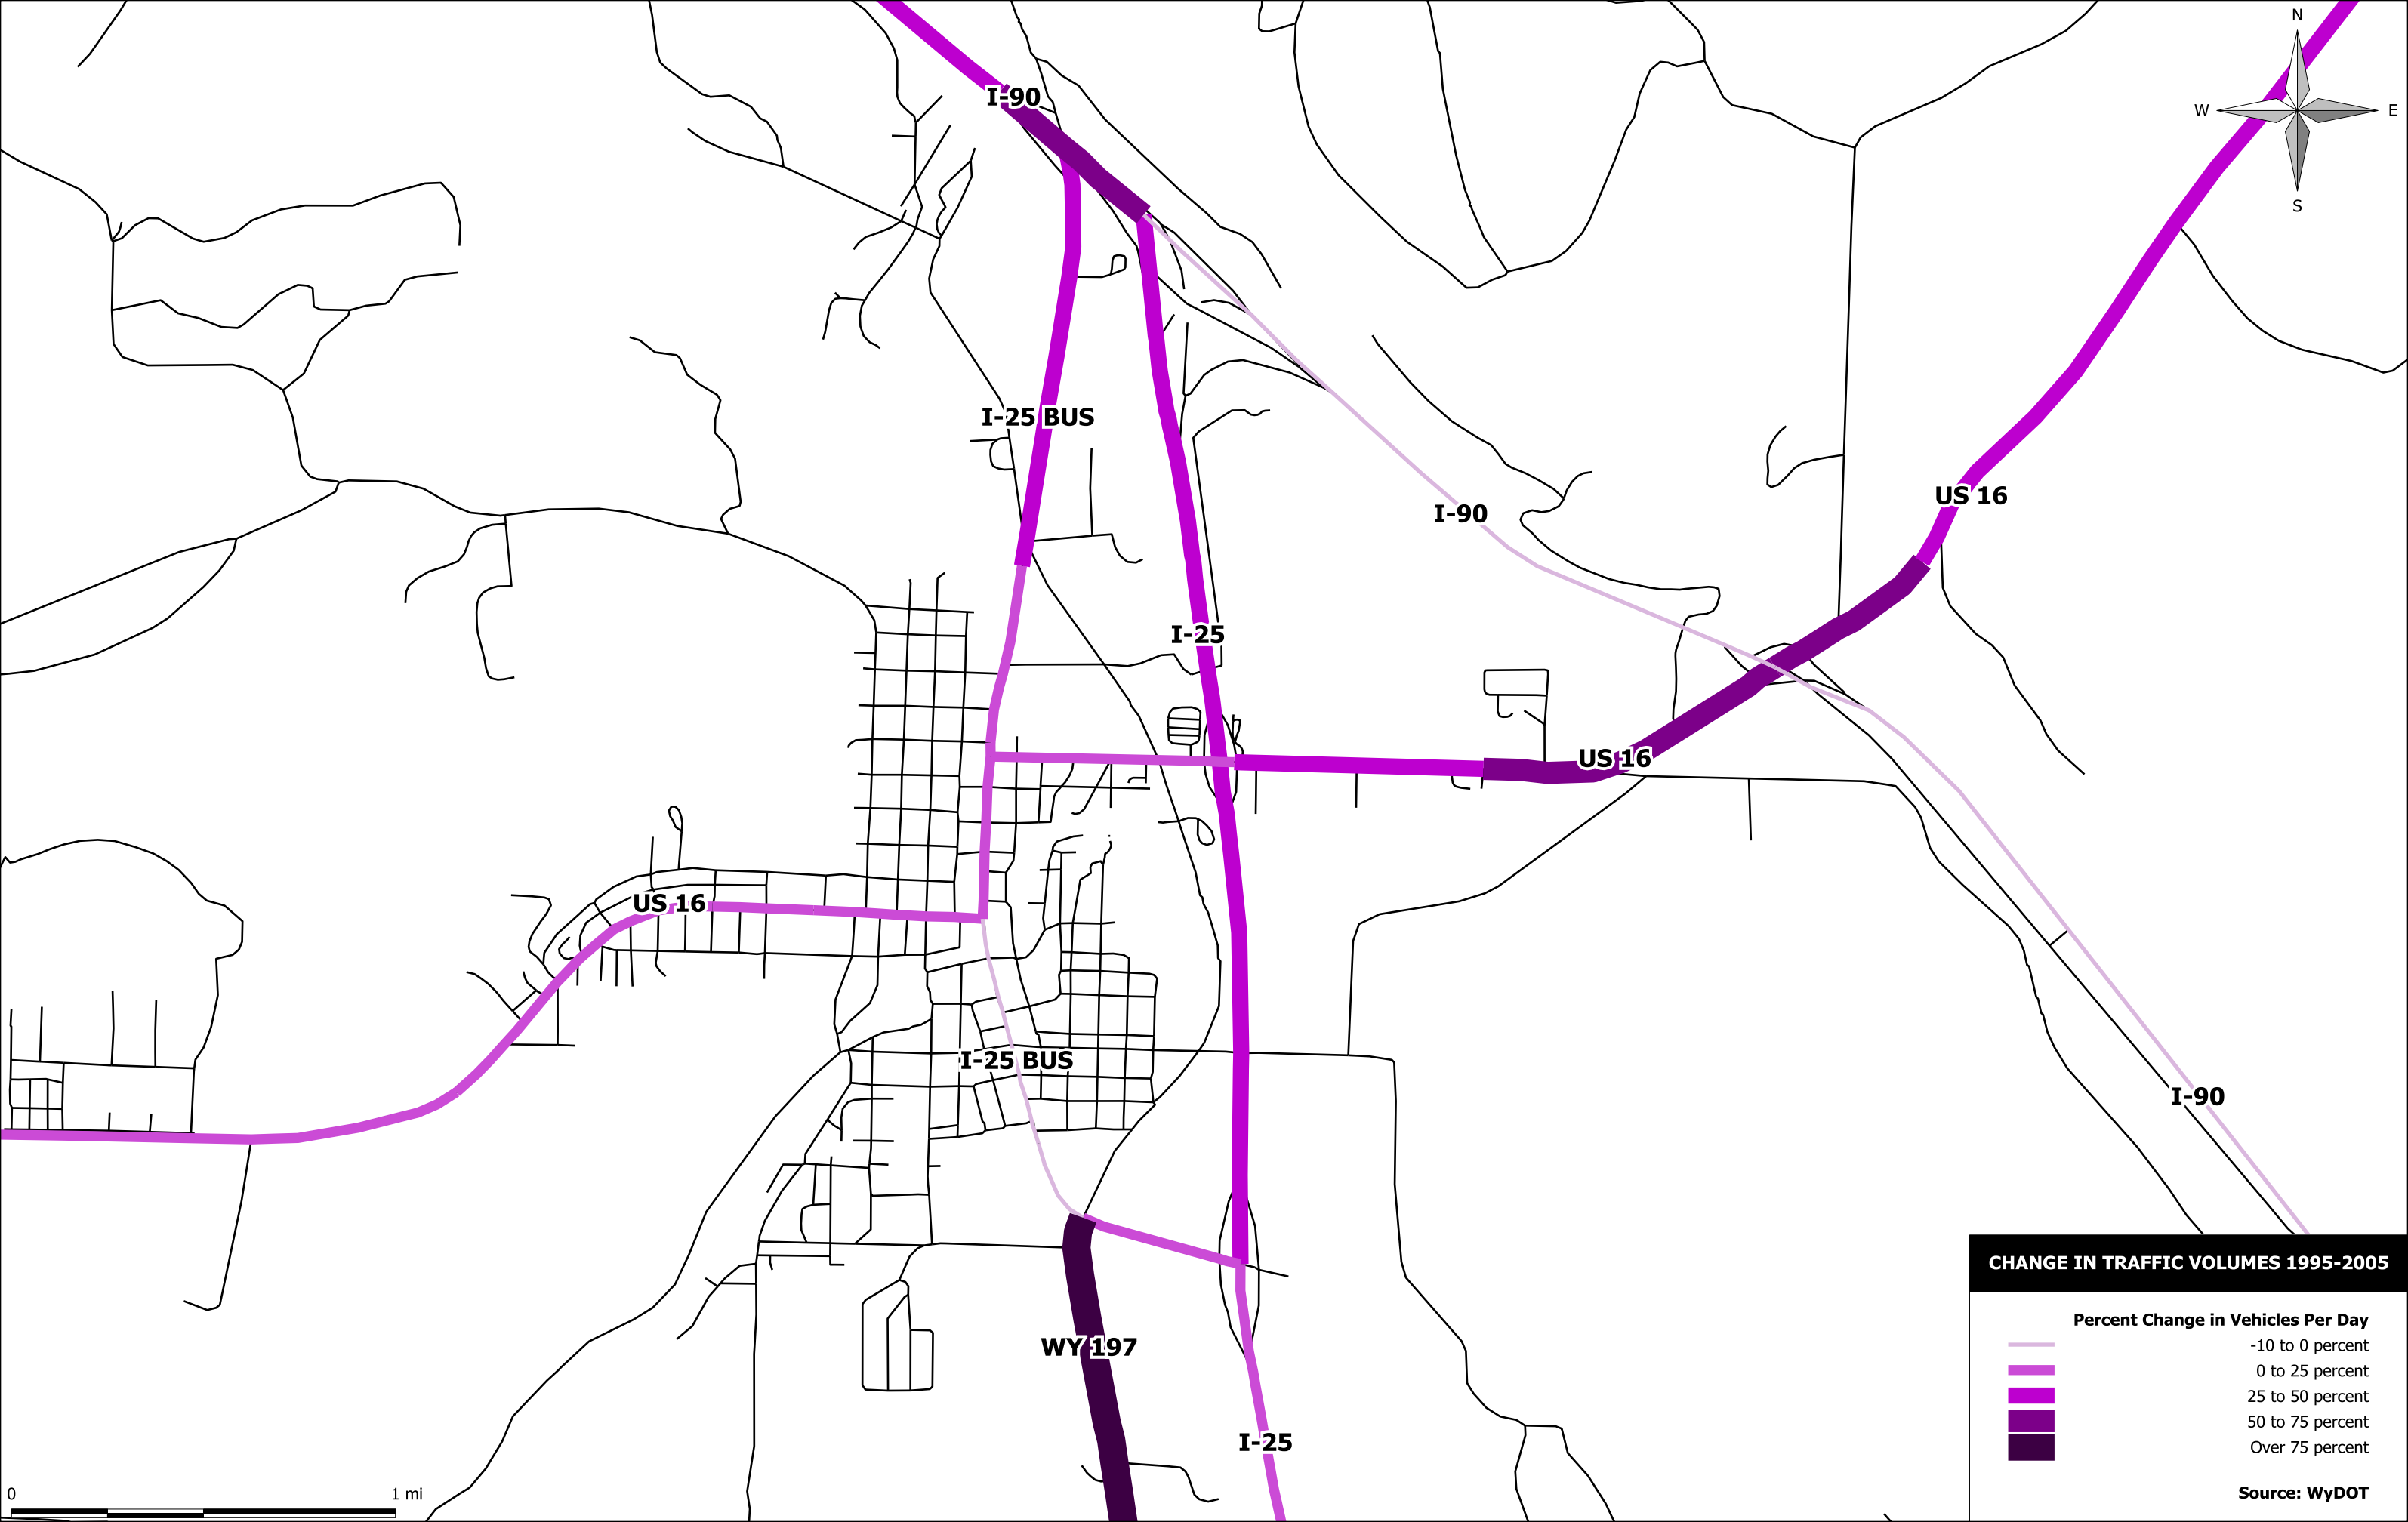 N
W E
S
I-90
I-25 BUS
US 16
I-90
I-25
US 16
US 16
I-25 BUS
I-90
WY 197
I-25
CHANGE IN TRAFFIC VOLUMES 1995-2005
Percent Change in Vehicles Per Day
-10 to 0 percent
0 to 25 percent
25 to 50 percent
50 to 75 percent
Over 75 percent
Source: WyDOT
0 1 mi